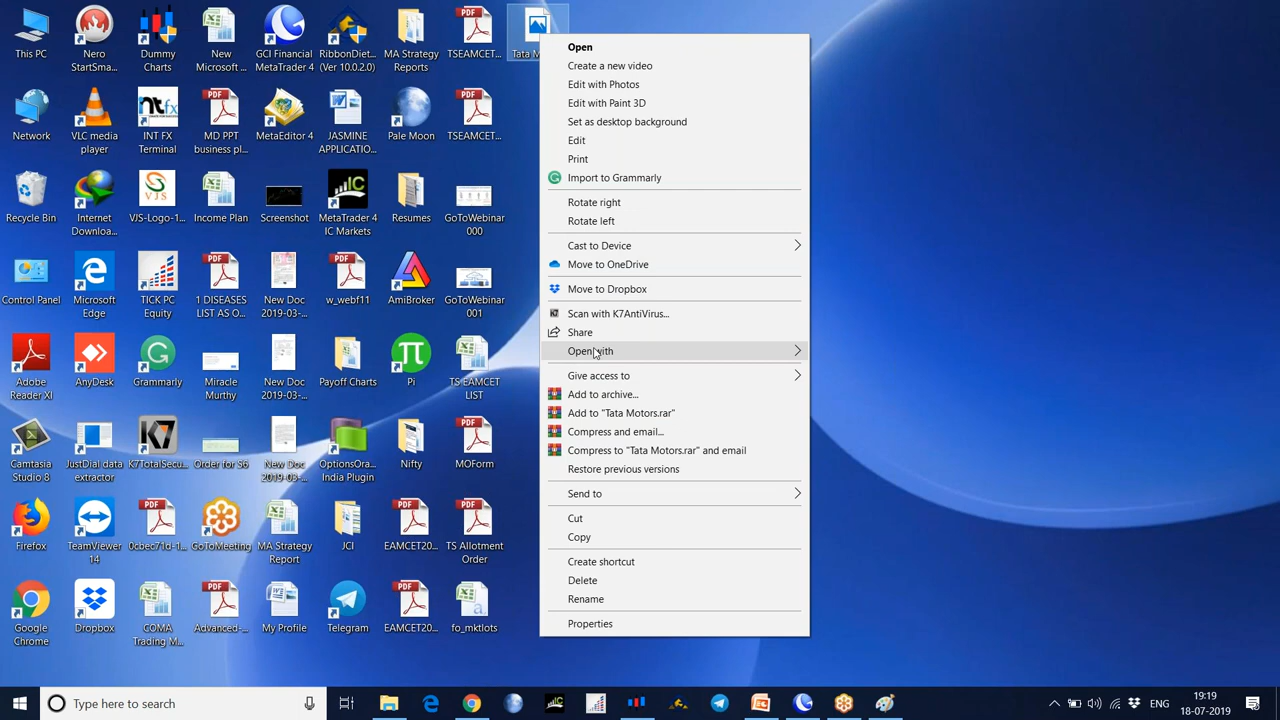 This PC
Nero
StartSma...
Dummy
Charts
New
Microsoft ...
GCI Financial
MetaTrader 4
RibbonDiet...
(Ver 10.0.2.0)
MA Strategy
Reports
TSEAMCET...
Tata M
Network
VLC media
player
INT FX
Terminal
MD PPT
business pl...
MetaEditor 4
JASMINE
APPLICATIO...
Pale Moon
TSEAMCET...
Recycle Bin
Internet
Downloa...
VJS-Logo-1...
Income Plan
Screenshot
MetaTrader 4
IC Markets
Resumes
GoToWebinar
000
Control Panel
Microsoft
Edge
TICK PC
Equity
1 DISEASES
LIST AS O...
New Doc
2019-03-...
w_webf11
AmiBroker
GoToWebinar
001
Adobe
Reader XI
AnyDesk
Grammarly
Miracle
Murthy
New Doc
2019-03-...
Payoff Charts
Pi
TS EAMCET
LIST
Camtasia
Studio 8
JustDial data
extractor
K7TotalSecu...
Order for S6
New Doc
2019-03-...
OptionsOra...
India Plugin
Nifty
MOForm
Firefox
TeamViewer
14
0cbec71d-1...
GoToMeeting
MA Strategy
Report
JCI
EAMCET20...
TS Allotment
Order
Google
Chrome
Dropbox
COMA
Trading M...
Advanced-...
My Profile
Telegram
EAMCET20...
fo_mktlots
Open
Create a new video
Edit with Photos
Edit with Paint 3D
Set as desktop background
Edit
Print
Import to Grammarly
Rotate right
Rotate left
Cast to Device
Move to OneDrive
Move to Dropbox
Scan with K7AntiVirus...
Share
Open with
Give access to
Add to archive...
Add to "Tata Motors.rar"
Compress and email...
Compress to "Tata Motors.rar" and email
Restore previous versions
Send to
Cut
Copy
Create shortcut
Delete
Rename
Properties
Type here to search
ENG
19:19
18-07-2019